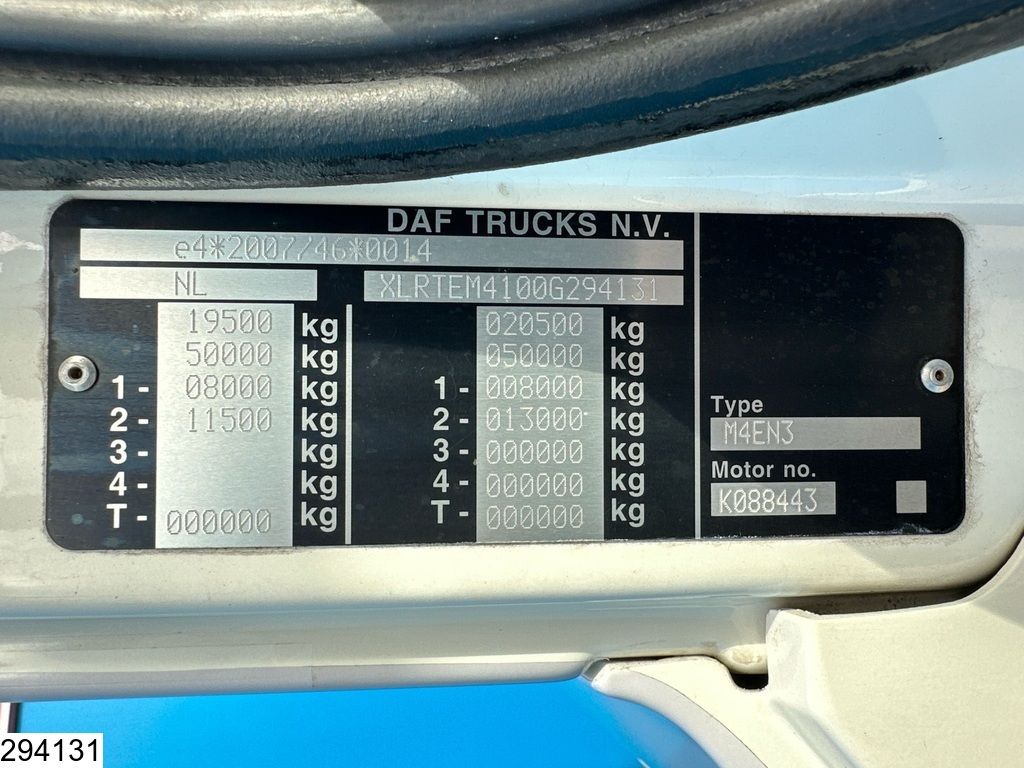 DAF TRUCKS N.V.
e4*2007/46*0014
NL XLRTEM4100G294131
19500 kg 020500 kg
50000 kg 050000 kg
1- 08000 kg 1- 008000 kg
2- 11500 kg 2- 013000 kg
3- kg 3- 000000 kg
4- kg 4- 000000 kg
T- 000000 kg T- 000000 kg
Type
M4EN3
Motor no.
K088443
294131